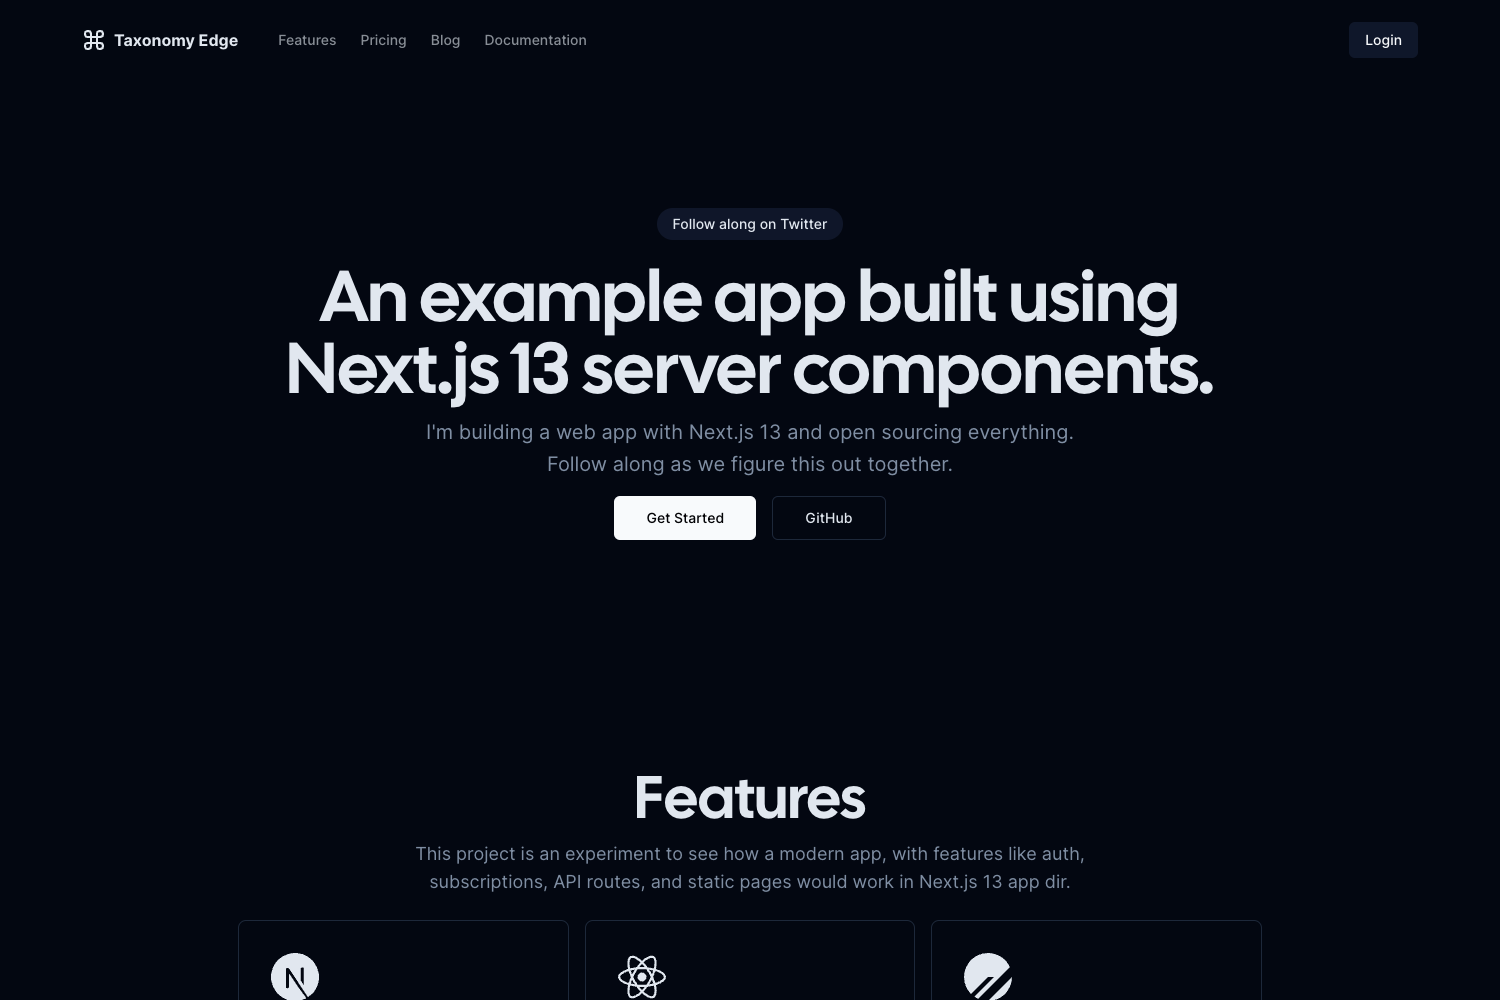 Taxonomy Edge
Features
Pricing
Blog
Documentation
Login
Follow along on Twitter
An example app built using
Next.js 13 server components.
I'm building a web app with Next.js 13 and open sourcing everything.
Follow along as we figure this out together.
Get Started
GitHub
Features
This project is an experiment to see how a modern app, with features like auth,
subscriptions, API routes, and static pages would work in Next.js 13 app dir.